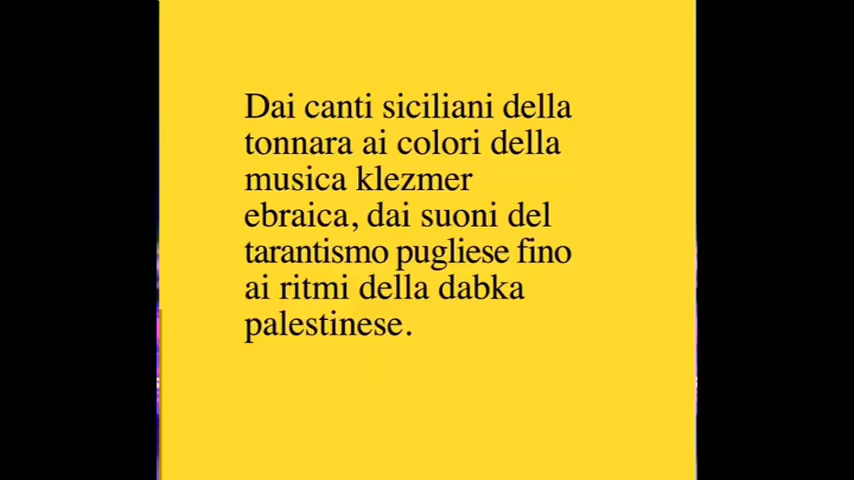 Dai canti siciliani della
tonnara ai colori della
musica klezmer
ebraica, dai suoni del
tarantismo pugliese fino
ai ritmi della dabka
palestinese.